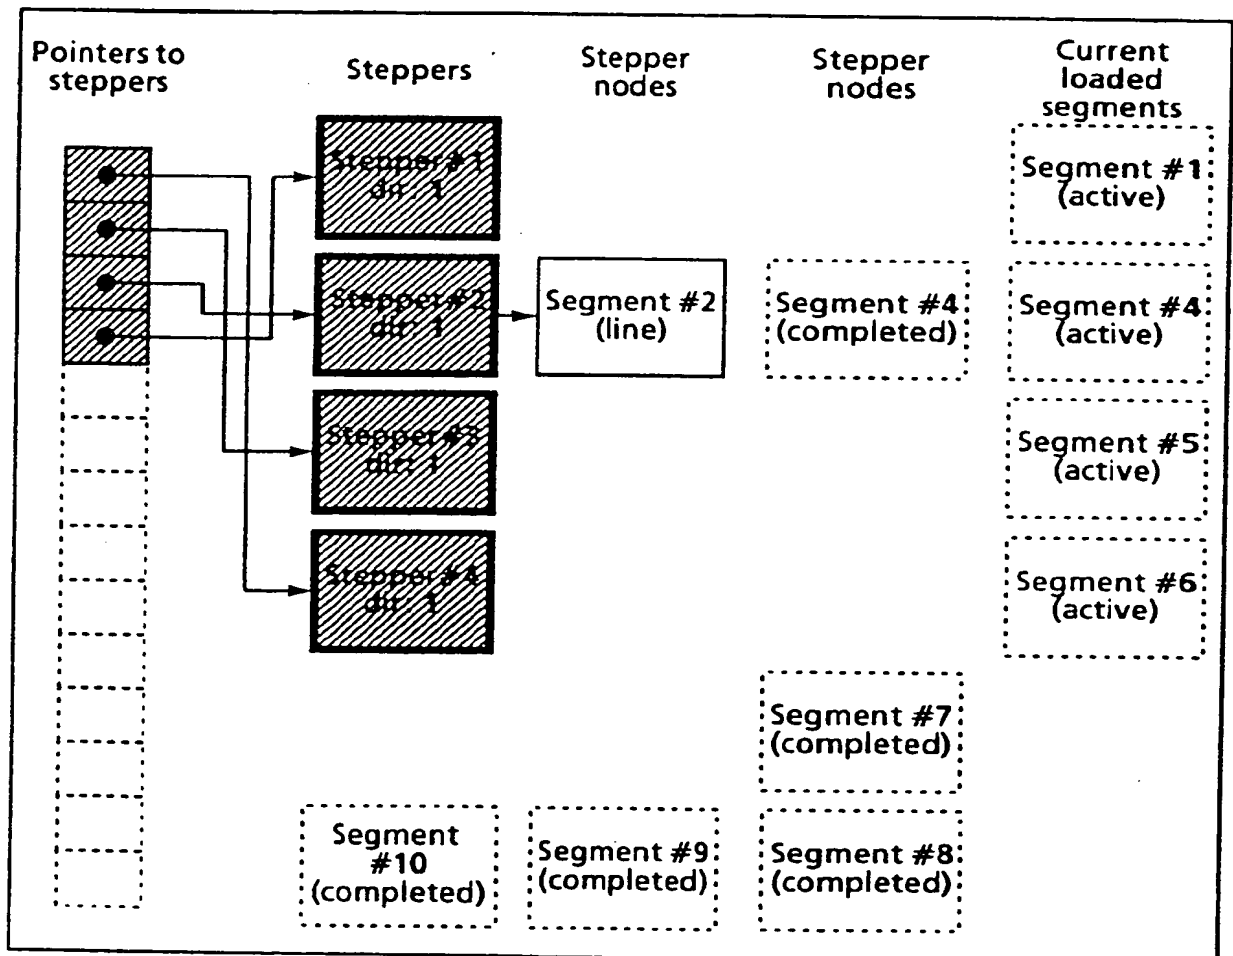 Pointers to
steppers
Steppers
Stepper
nodes
Stepper
nodes
Current
loaded
segments
Stepper#1
dir: 1
Segment #1
(active)
Stepper#2
dir: 1
Segment #2
(line)
Segment #4
(completed)
Segment #4
(active)
Stepper#3
dir: 1
Segment #5
(active)
Stepper#4
dir: 1
Segment #6
(active)
Segment #7
(completed)
Segment
#10
(completed)
Segment #9
(completed)
Segment #8
(completed)